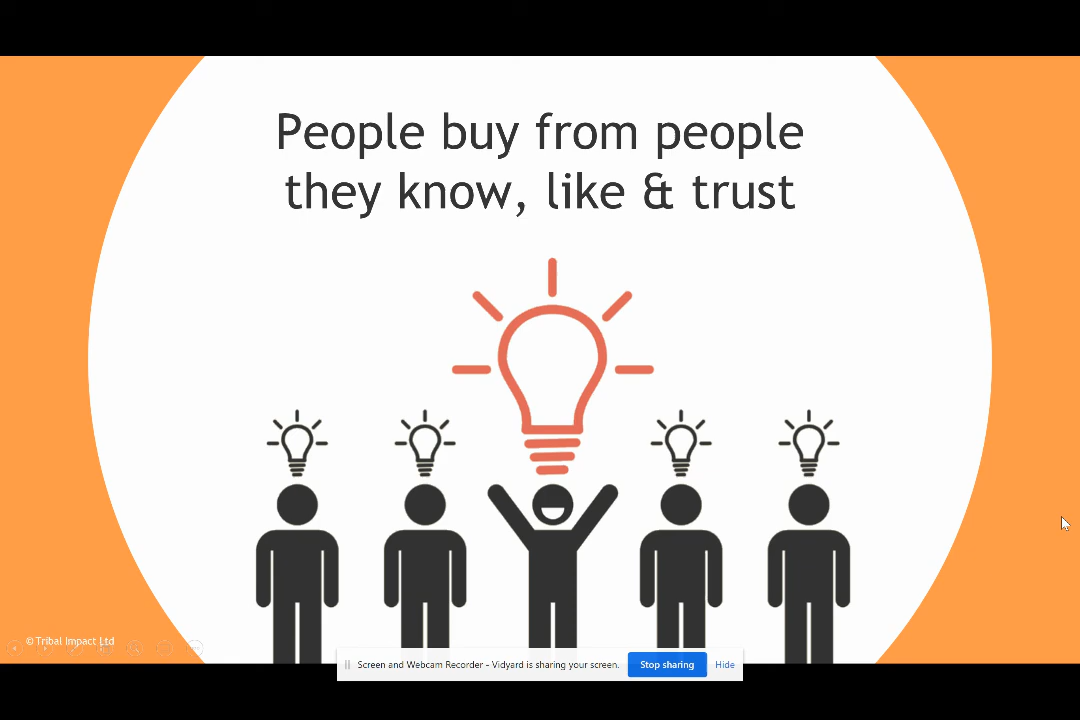 People buy from people
they know, like & trust
© Tribal Impact Ltd
Screen and Webcam Recorder - Vidyard is sharing your screen.
Stop sharing
Hide